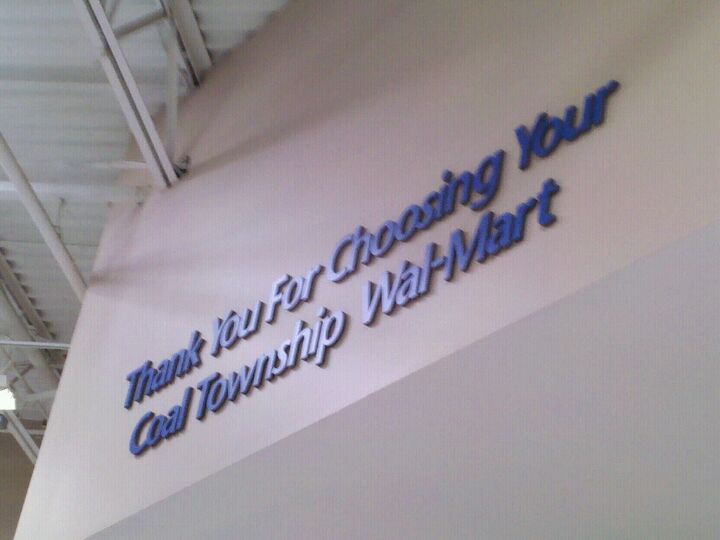 Thank You For Choosing Your
Coal Township Wal-Mart